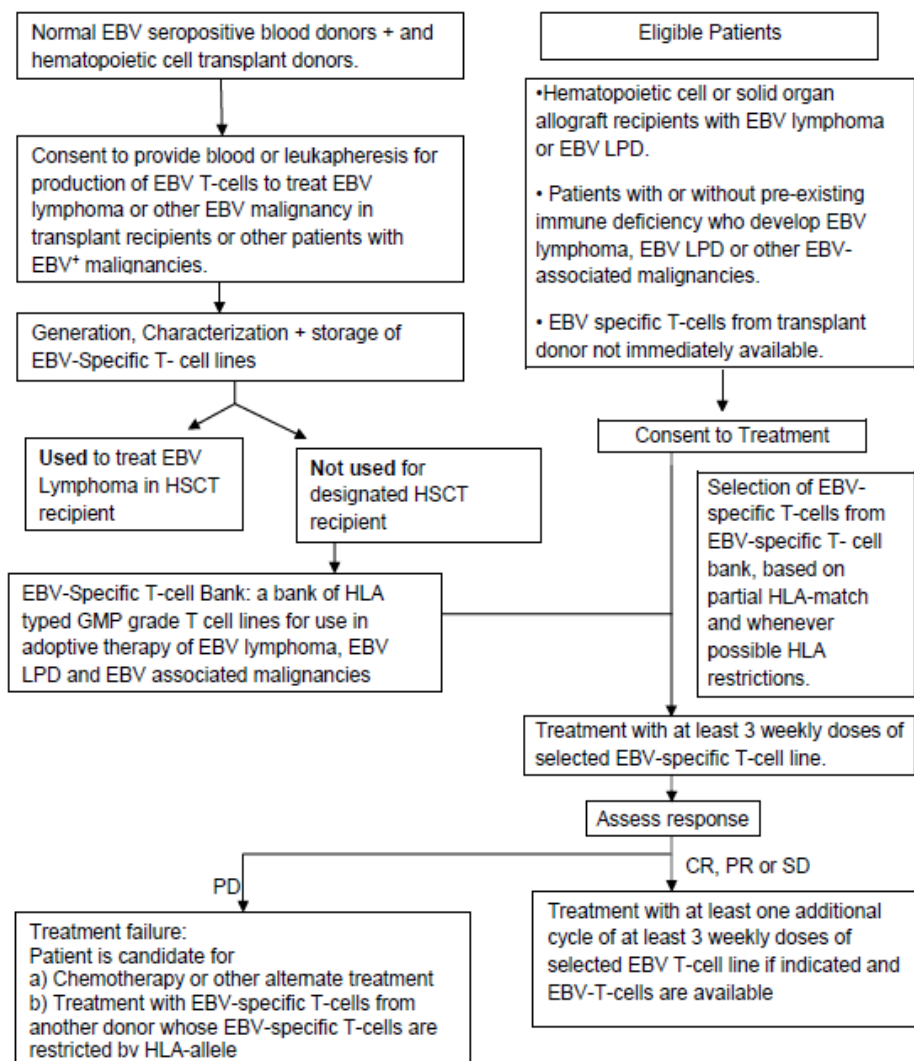 Normal EBV seropositive blood donors + and
hematopoietic cell transplant donors.
Eligible Patients
•Hematopoietic cell or solid organ
allograft recipients with EBV lymphoma
or EBV LPD.
• Patients with or without pre-existing
immune deficiency who develop EBV
lymphoma, EBV LPD or other EBV-
associated malignancies.
• EBV specific T-cells from transplant
donor not immediately available.
Consent to provide blood or leukapheresis for
production of EBV T-cells to treat EBV
lymphoma or other EBV malignancy in
transplant recipients or other patients with
EBV⁺ malignancies.
Generation, Characterization + storage of
EBV-Specific T- cell lines
Used to treat EBV
Lymphoma in HSCT
recipient
Not used for
designated HSCT
recipient
Consent to Treatment
Selection of EBV-
specific T-cells from
EBV-specific T- cell
bank, based on
partial HLA-match
and whenever
possible HLA
restrictions.
EBV-Specific T-cell Bank: a bank of HLA
typed GMP grade T cell lines for use in
adoptive therapy of EBV lymphoma, EBV
LPD and EBV associated malignancies
Treatment with at least 3 weekly doses of
selected EBV-specific T-cell line.
Assess response
PD
CR, PR or SD
Treatment failure:
Patient is candidate for
a) Chemotherapy or other alternate treatment
b) Treatment with EBV-specific T-cells from
another donor whose EBV-specific T-cells are
restricted by HLA-allele
Treatment with at least one additional
cycle of at least 3 weekly doses of
selected EBV T-cell line if indicated and
EBV-T-cells are available